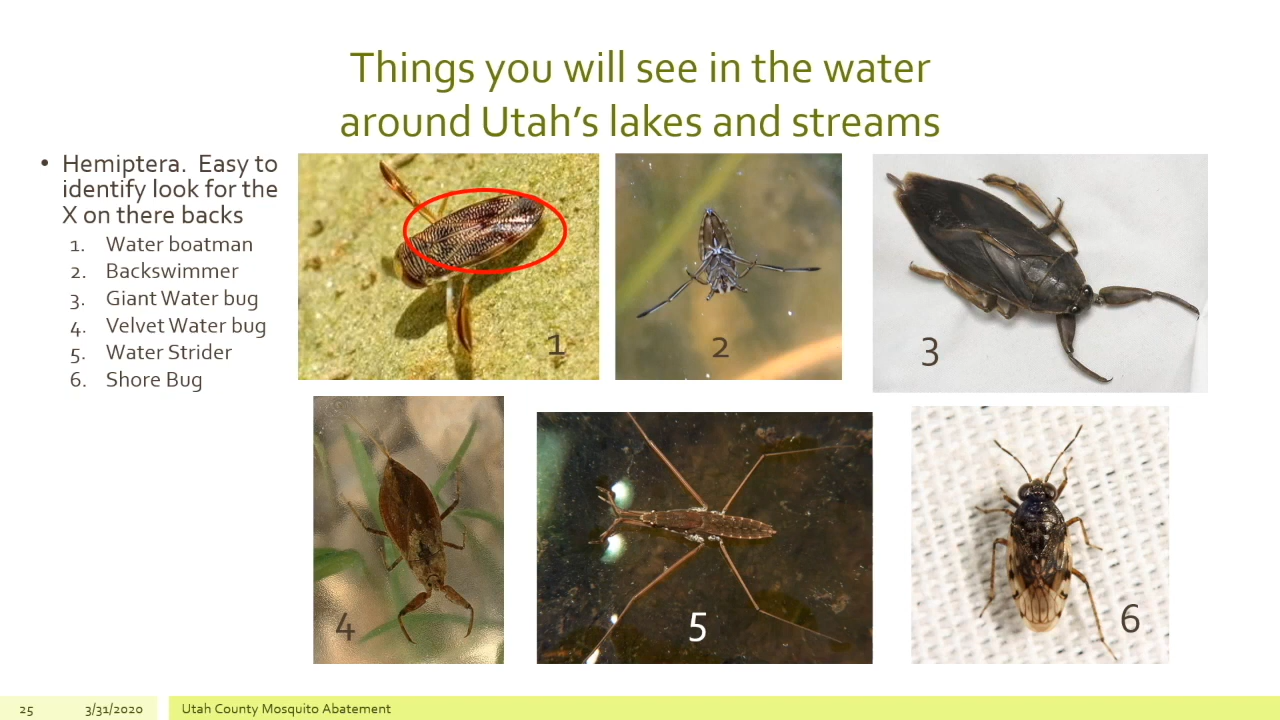 Things you will see in the water
around Utah's lakes and streams
• Hemiptera.  Easy to
identify look for the
X on there backs
1. Water boatman
2. Backswimmer
3. Giant Water bug
4. Velvet Water bug
5. Water Strider
6. Shore Bug
1
2
3
4
5
6
25
3/31/2020
Utah County Mosquito Abatement